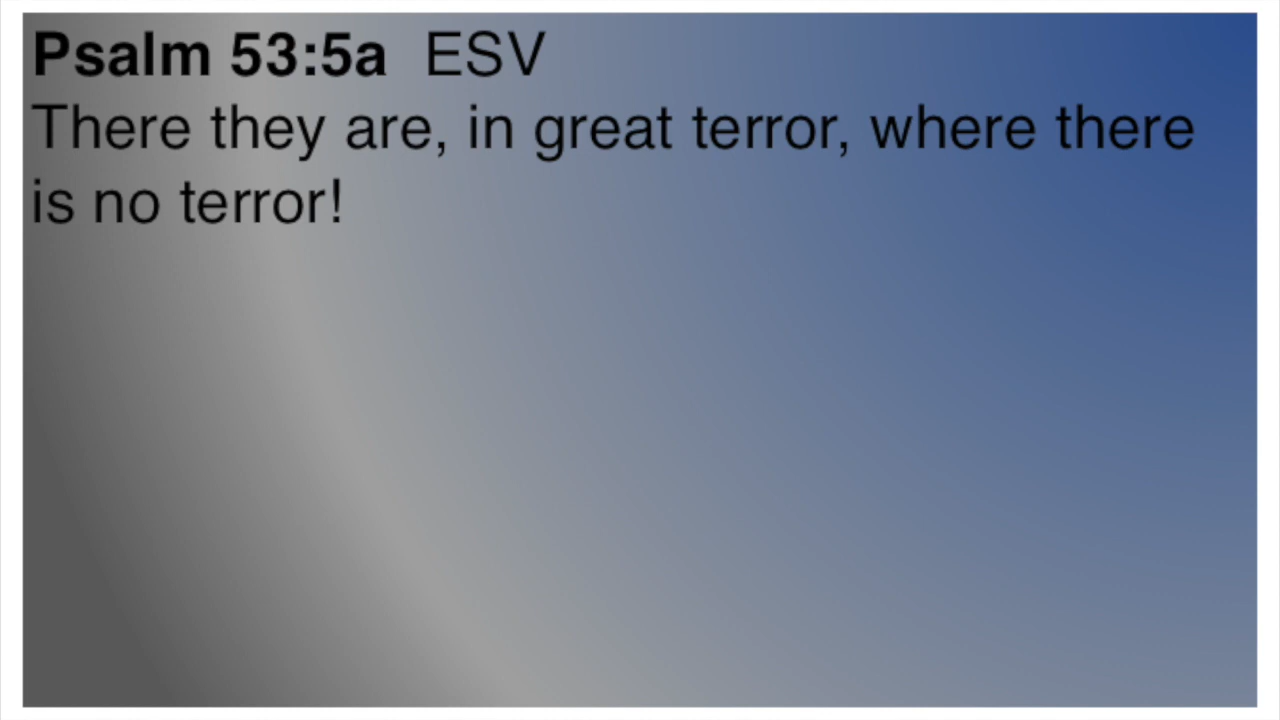 Psalm 53:5a ESV
There they are, in great terror, where there
is no terror!